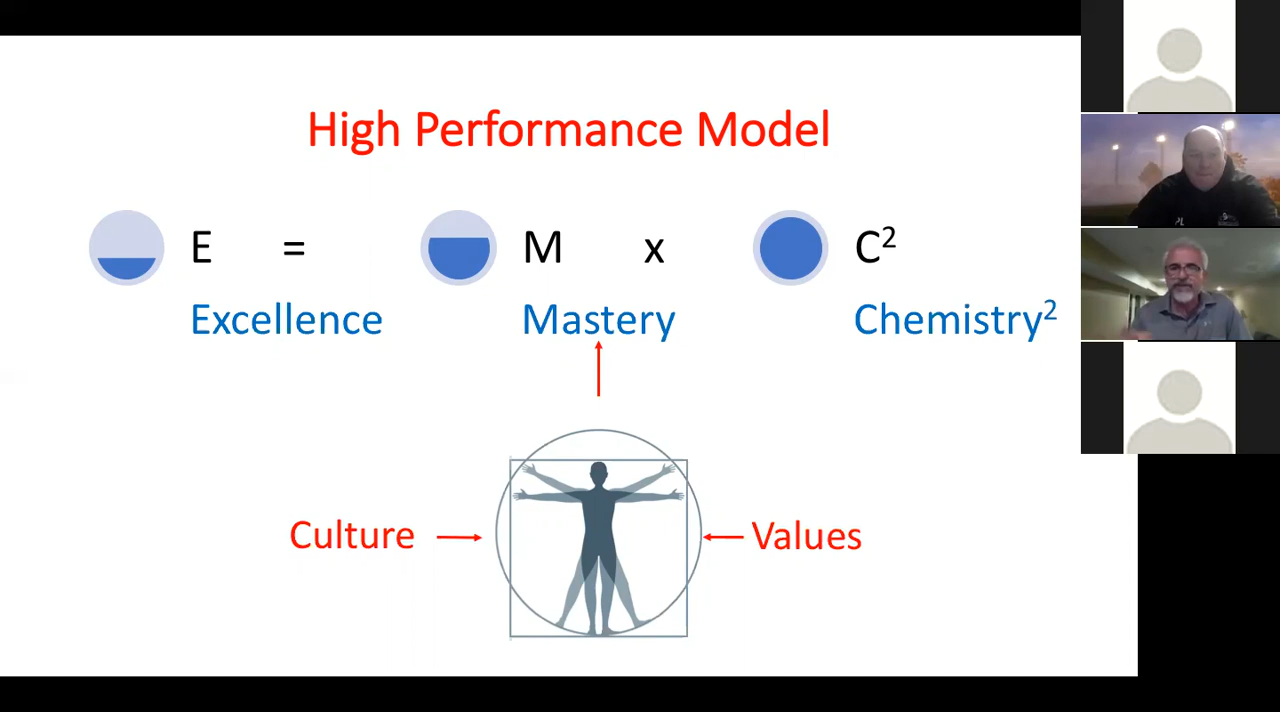 High Performance Model
E = M x C²
Excellence Mastery Chemistry²
Culture Values